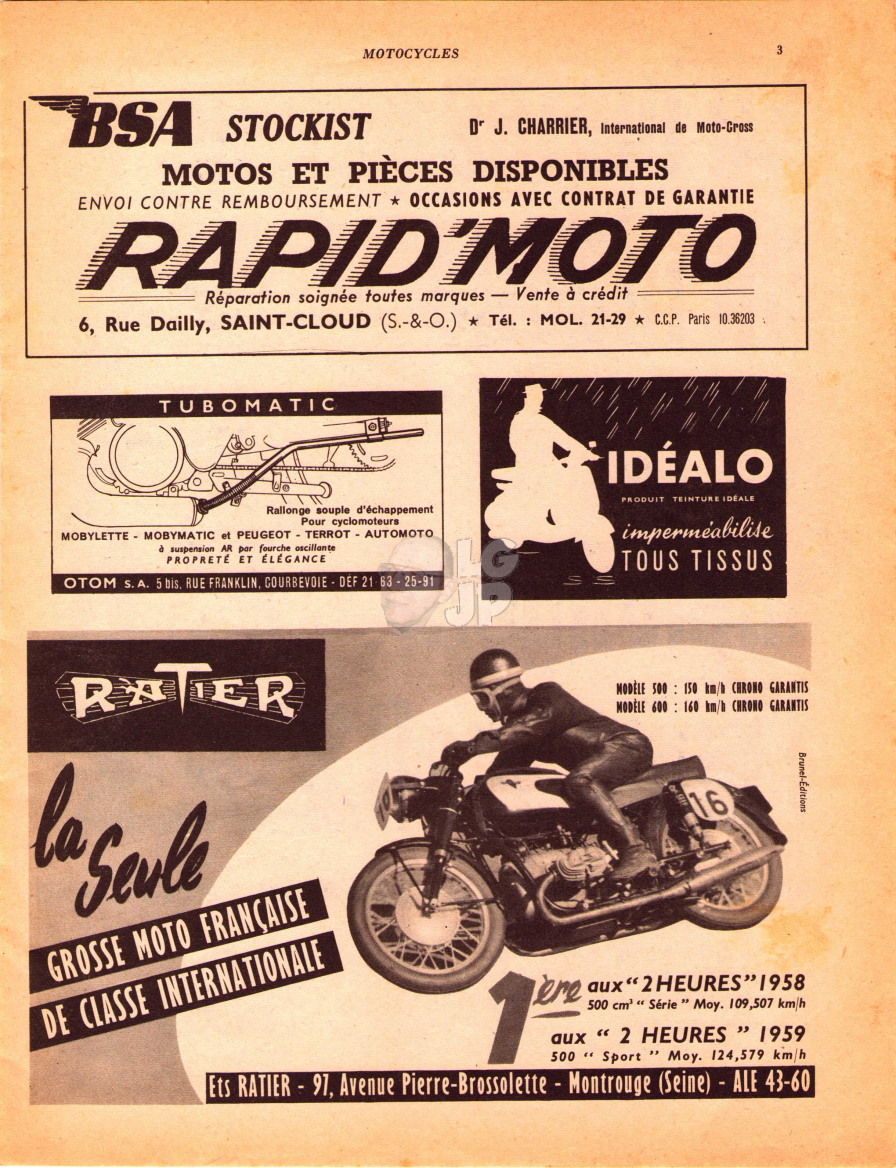 MOTOCYCLES
3
BSA STOCKIST
Dr J. CHARRIER, International de Moto-Cross
MOTOS ET PIÈCES DISPONIBLES
ENVOI CONTRE REMBOURSEMENT ★ OCCASIONS AVEC CONTRAT DE GARANTIE
RAPID'MOTO
Réparation soignée toutes marques — Vente à crédit
6, Rue Dailly, SAINT-CLOUD (S.-&-O.) ★ Tél. : MOL. 21-29 ★ C.C.P. Paris 10.36203
TUBOMATIC
Rallonge souple d'échappement
Pour cyclomoteurs
MOBYLETTE - MOBYMATIC et PEUGEOT - TERROT - AUTOMOTO
à suspension AR par fourche oscillante
PROPRETÉ ET ÉLÉGANCE
OTOM S.A. 5 bis, RUE FRANKLIN, COURBEVOIE - DÉF 21-63 - 25-91
IDÉALO
PRODUIT TEINTURE IDÉALE
imperméabilise
TOUS TISSUS
LG
JP
RATIER
MODÈLE 500 : 150 km/h CHRONO GARANTIS
MODÈLE 600 : 160 km/h CHRONO GARANTIS
Brunel-Éditions
16
la
Seule
GROSSE MOTO FRANÇAISE
DE CLASSE INTERNATIONALE
1ère aux "2 HEURES" 1958
500 cm³ "Série" Moy. 109,507 km/h
aux "2 HEURES" 1959
500 "Sport" Moy. 124,579 km/h
Ets RATIER - 97, Avenue Pierre-Brossolette - Montrouge (Seine) - ALE 43-60